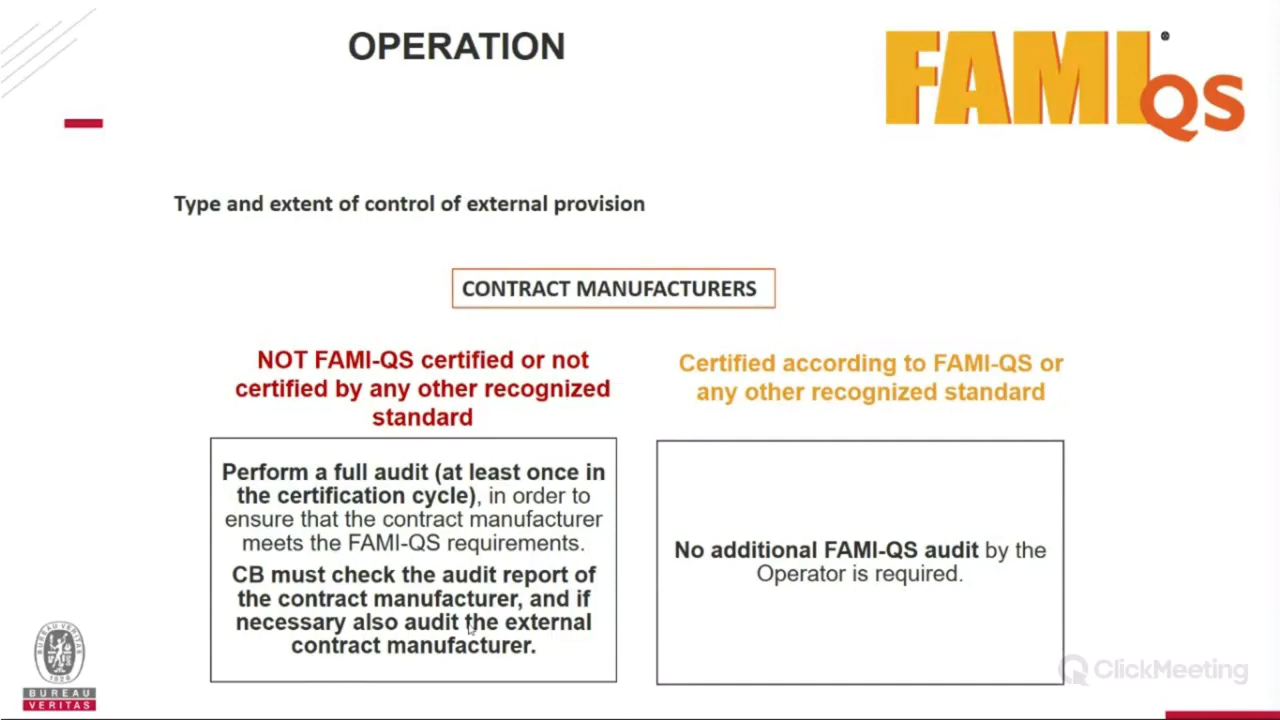 OPERATION
FAMI QS
®
Type and extent of control of external provision
CONTRACT MANUFACTURERS
NOT FAMI-QS certified or not
certified by any other recognized
standard
Perform a full audit (at least once in
the certification cycle), in order to
ensure that the contract manufacturer
meets the FAMI-QS requirements.
CB must check the audit report of
the contract manufacturer, and if
necessary also audit the external
contract manufacturer.
Certified according to FAMI-QS or
any other recognized standard
No additional FAMI-QS audit by the
Operator is required.
BUREAU VERITAS
1828
BUREAU
VERITAS
ClickMeeting